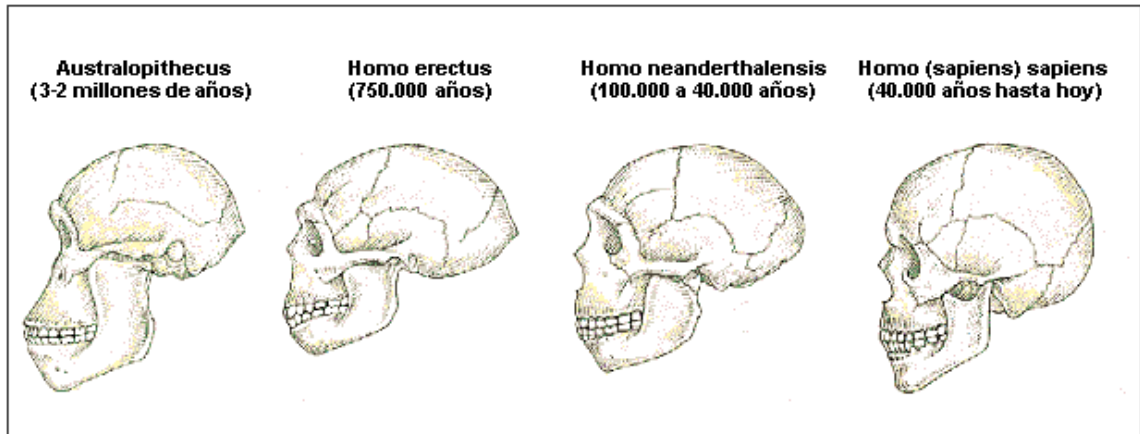 Australopithecus
(3-2 millones de años)
Homo erectus
(750.000 años)
Homo neanderthalensis
(100.000 a 40.000 años)
Homo (sapiens) sapiens
(40.000 años hasta hoy)